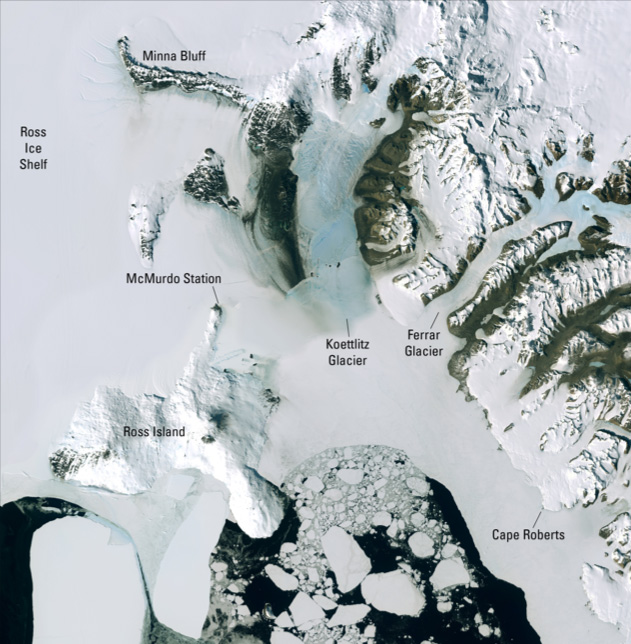 Minna Bluff
Ross
Ice
Shelf
McMurdo Station
Koettlitz
Glacier
Ferrar
Glacier
Ross Island
Cape Roberts